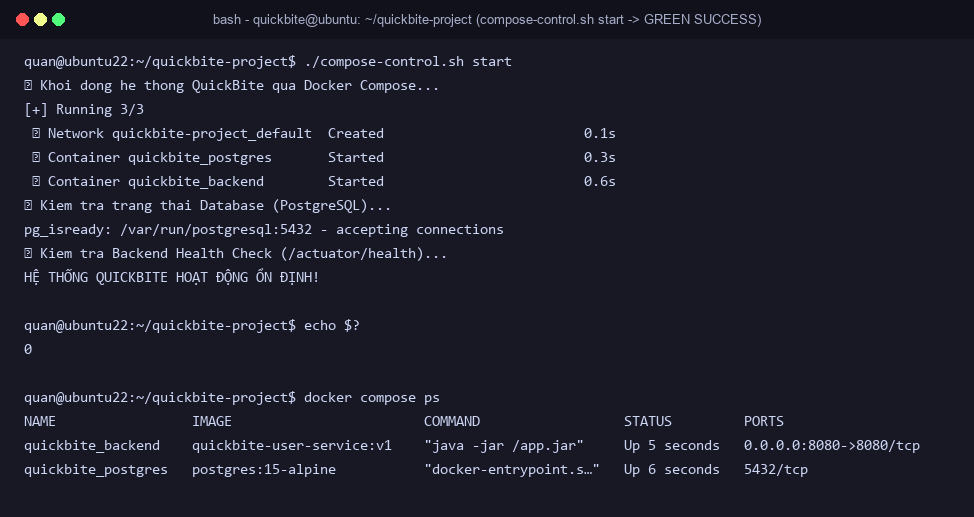 bash - quickbite@ubuntu: ~/quickbite-project (compose-control.sh start -> GREEN SUCCESS)
quan@ubuntu22:~/quickbite-project$ ./compose-control.sh start
Khoi dong he thong QuickBite qua Docker Compose...
[+] Running 3/3
Network quickbite-project_default  Created                         0.1s
Container quickbite_postgres       Started                         0.3s
Container quickbite_backend        Started                         0.6s
Kiem tra trang thai Database (PostgreSQL)...
pg_isready: /var/run/postgresql:5432 - accepting connections
Kiem tra Backend Health Check (/actuator/health)...
HỆ THỐNG QUICKBITE HOẠT ĐỘNG ỔN ĐỊNH!
quan@ubuntu22:~/quickbite-project$ echo $?
0
quan@ubuntu22:~/quickbite-project$ docker compose ps
NAME                 IMAGE                        COMMAND                  STATUS         PORTS
quickbite_backend    quickbite-user-service:v1    "java -jar /app.jar"     Up 5 seconds   0.0.0.0:8080->8080/tcp
quickbite_postgres   postgres:15-alpine           "docker-entrypoint.s…"   Up 6 seconds   5432/tcp